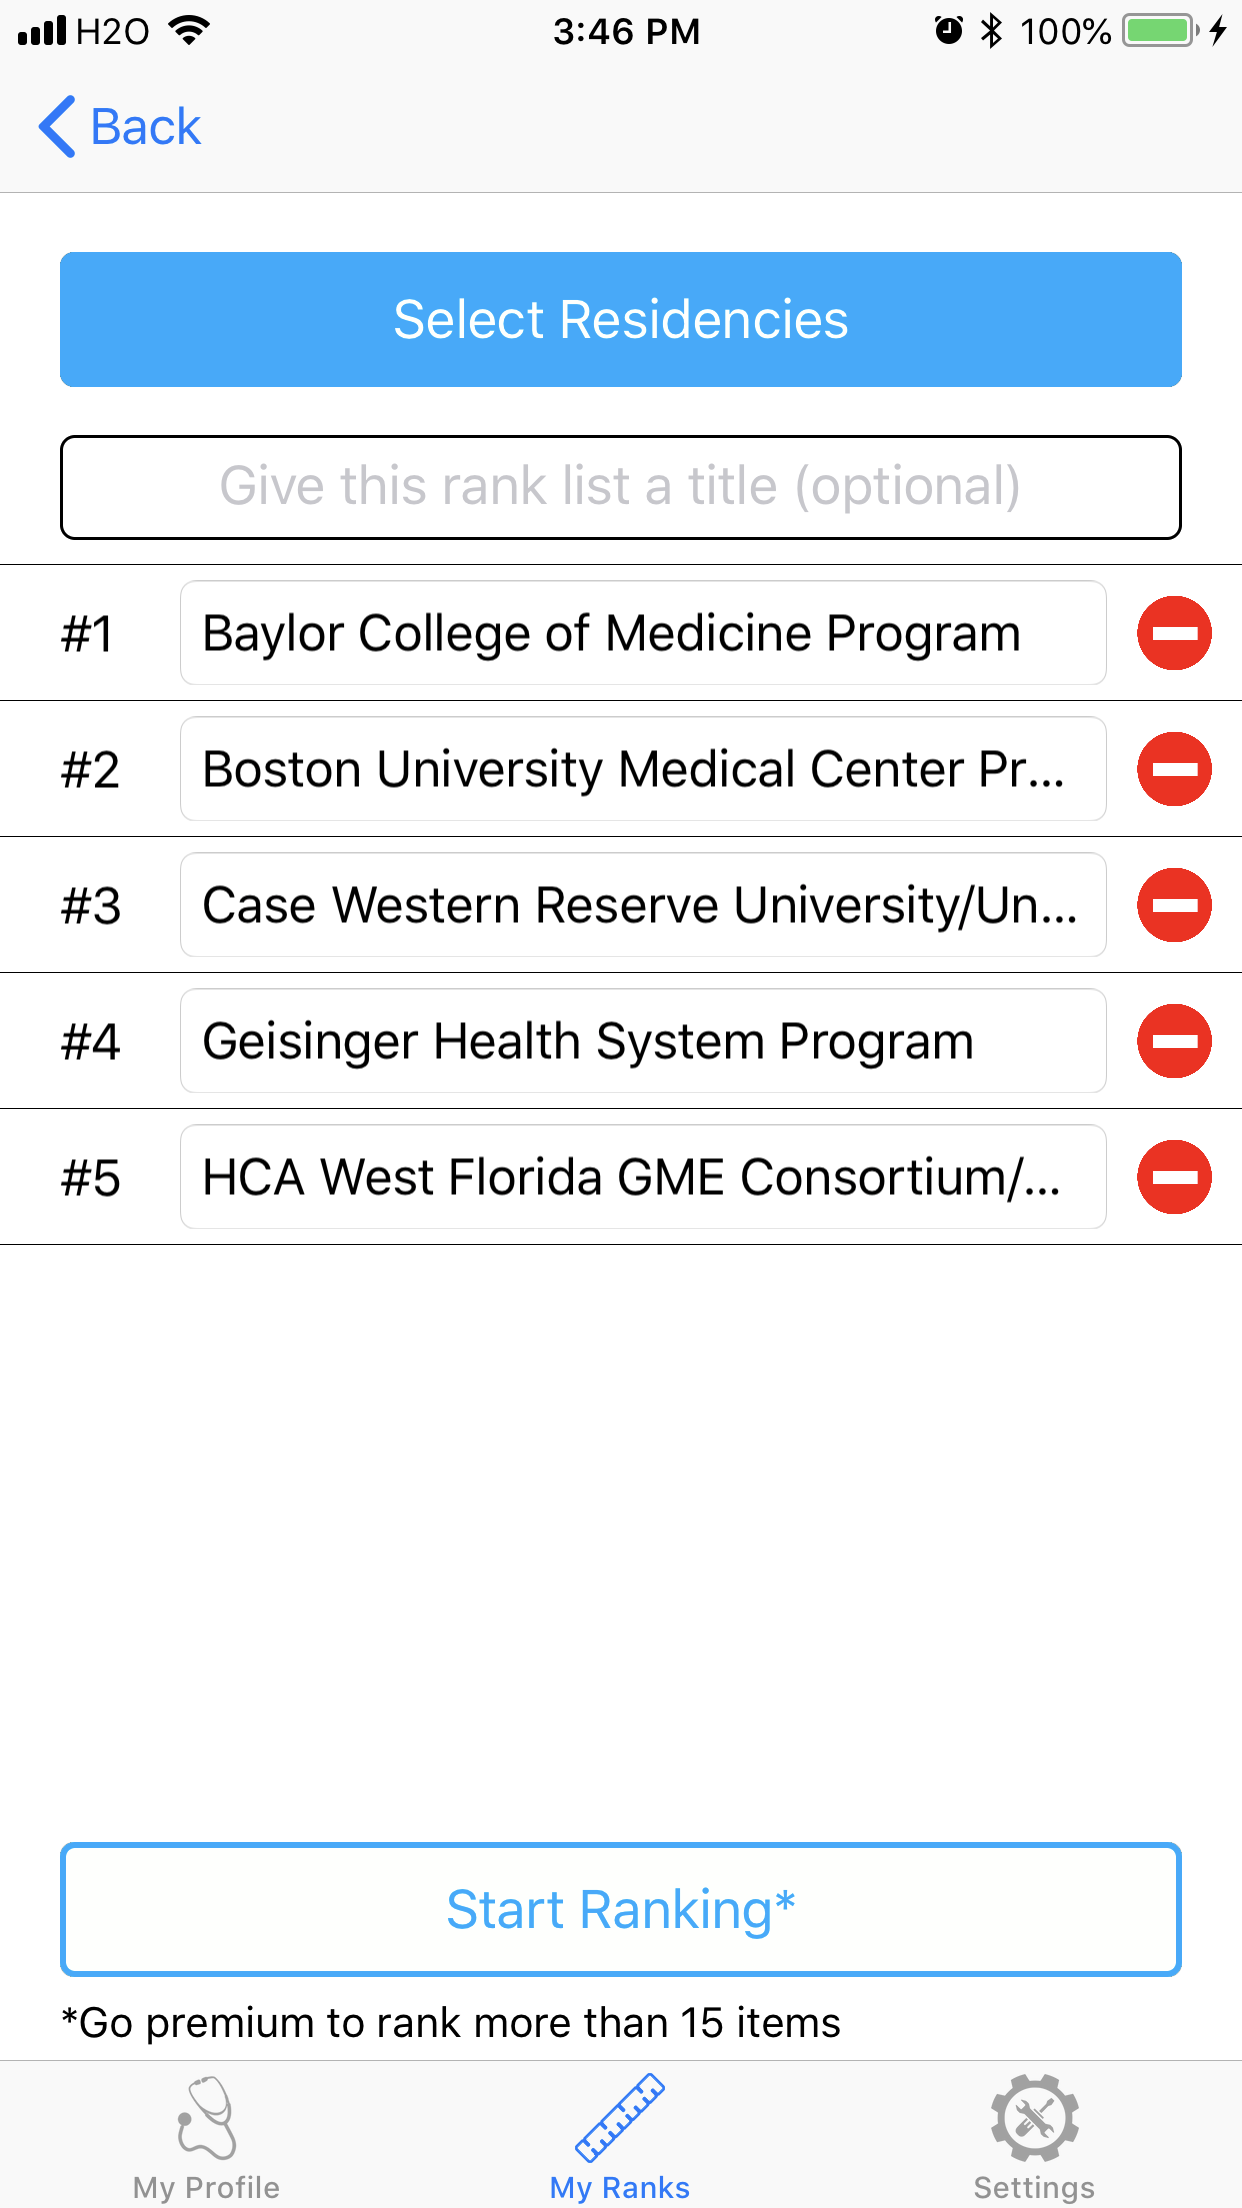 H2O 3:46 PM 100%
Back
Select Residencies
Give this rank list a title (optional)
#1 Baylor College of Medicine Program
#2 Boston University Medical Center Pr...
#3 Case Western Reserve University/Un...
#4 Geisinger Health System Program
#5 HCA West Florida GME Consortium/...
Start Ranking*
*Go premium to rank more than 15 items
My Profile My Ranks Settings